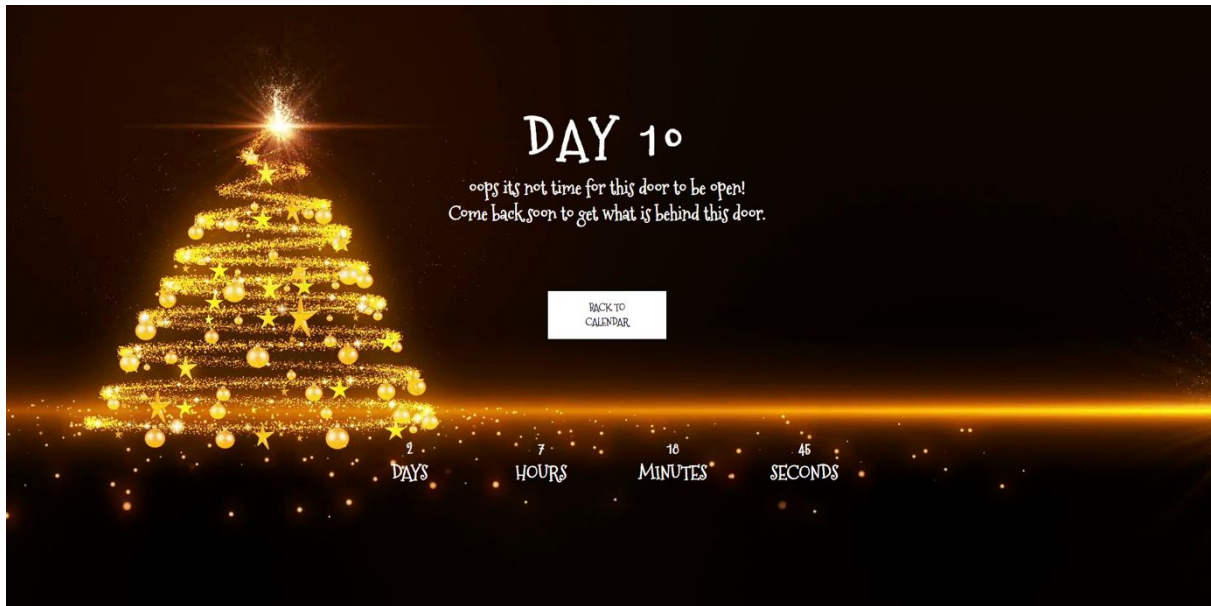 DAY 10
oops its not time for this door to be open!
Come back soon to get what is behind this door.
BACK TO
CALENDAR
2 7 18 45
DAYS HOURS MINUTES SECONDS